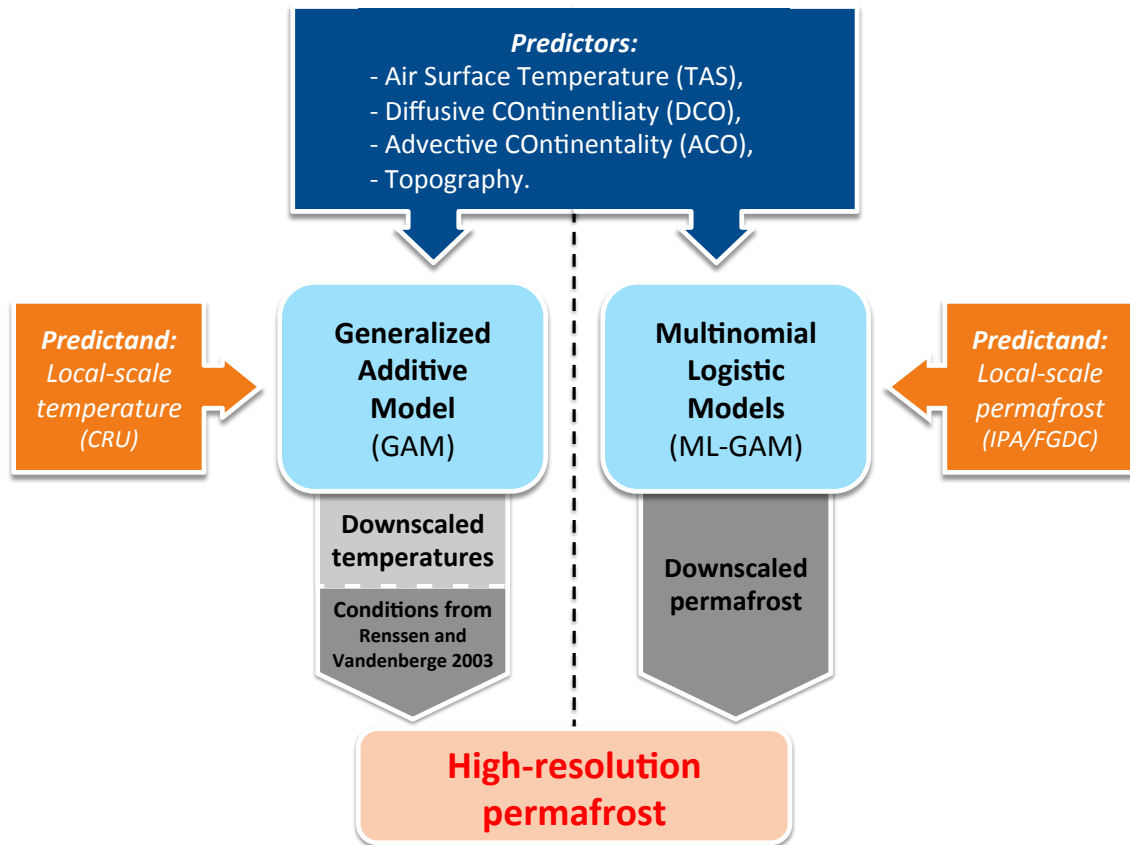 Predictors:
- Air Surface Temperature (TAS),
- Diffusive COntinentliaty (DCO),
- Advective COntinentality (ACO),
- Topography.
Predictand:
Local-scale
temperature
(CRU)
Generalized
Additive
Model
(GAM)
Multinomial
Logistic
Models
(ML-GAM)
Predictand:
Local-scale
permafrost
(IPA/FGDC)
Downscaled
temperatures
Conditions from
Renssen and
Vandenberge 2003
Downscaled
permafrost
High-resolution
permafrost